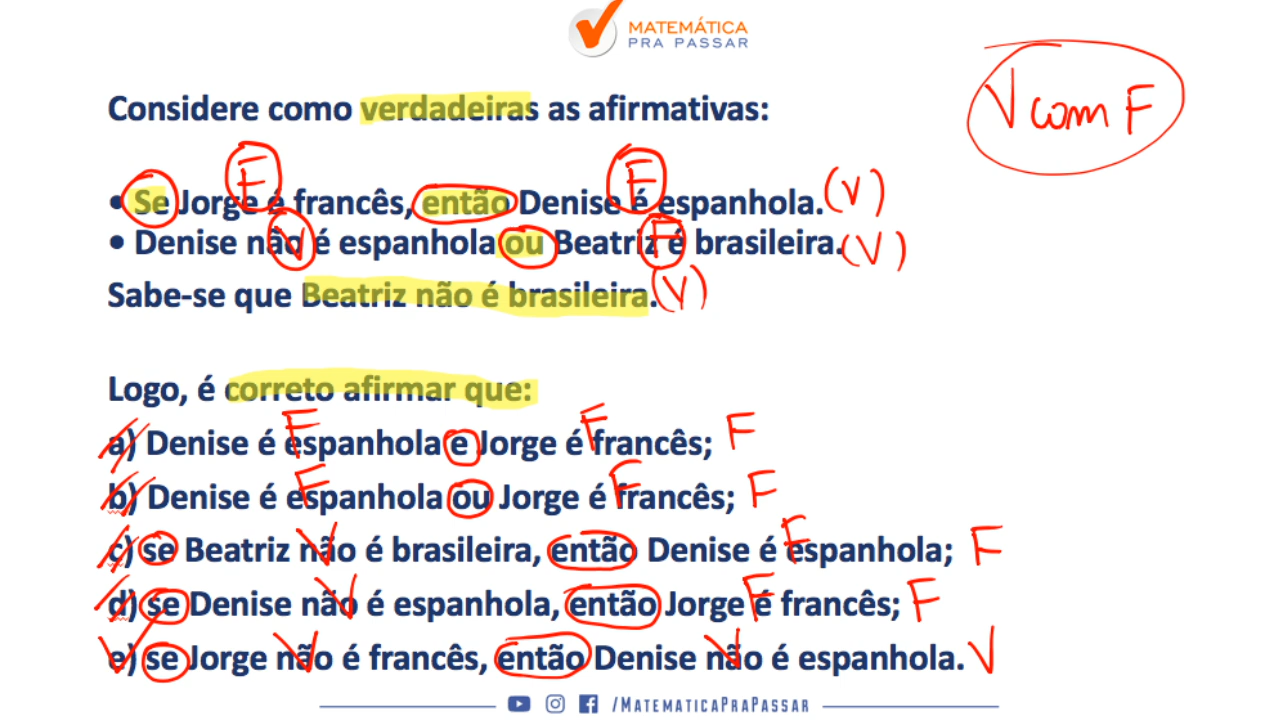 MATEMÁTICA
PRA PASSAR
V com F
Considere como verdadeiras as afirmativas:
F F
• Se Jorge é francês, então Denise é espanhola. (V)
• Denise não é espanhola ou Beatriz é brasileira. (V)
V F
Sabe-se que Beatriz não é brasileira. (V)
Logo, é correto afirmar que:
F F
a) Denise é espanhola e Jorge é francês; F
F F
b) Denise é espanhola ou Jorge é francês; F
V F
c) se Beatriz não é brasileira, então Denise é espanhola; F
V F
d) se Denise não é espanhola, então Jorge é francês; F
V V
e) se Jorge não é francês, então Denise não é espanhola. V
/MATEMATICAPRAPASSAR